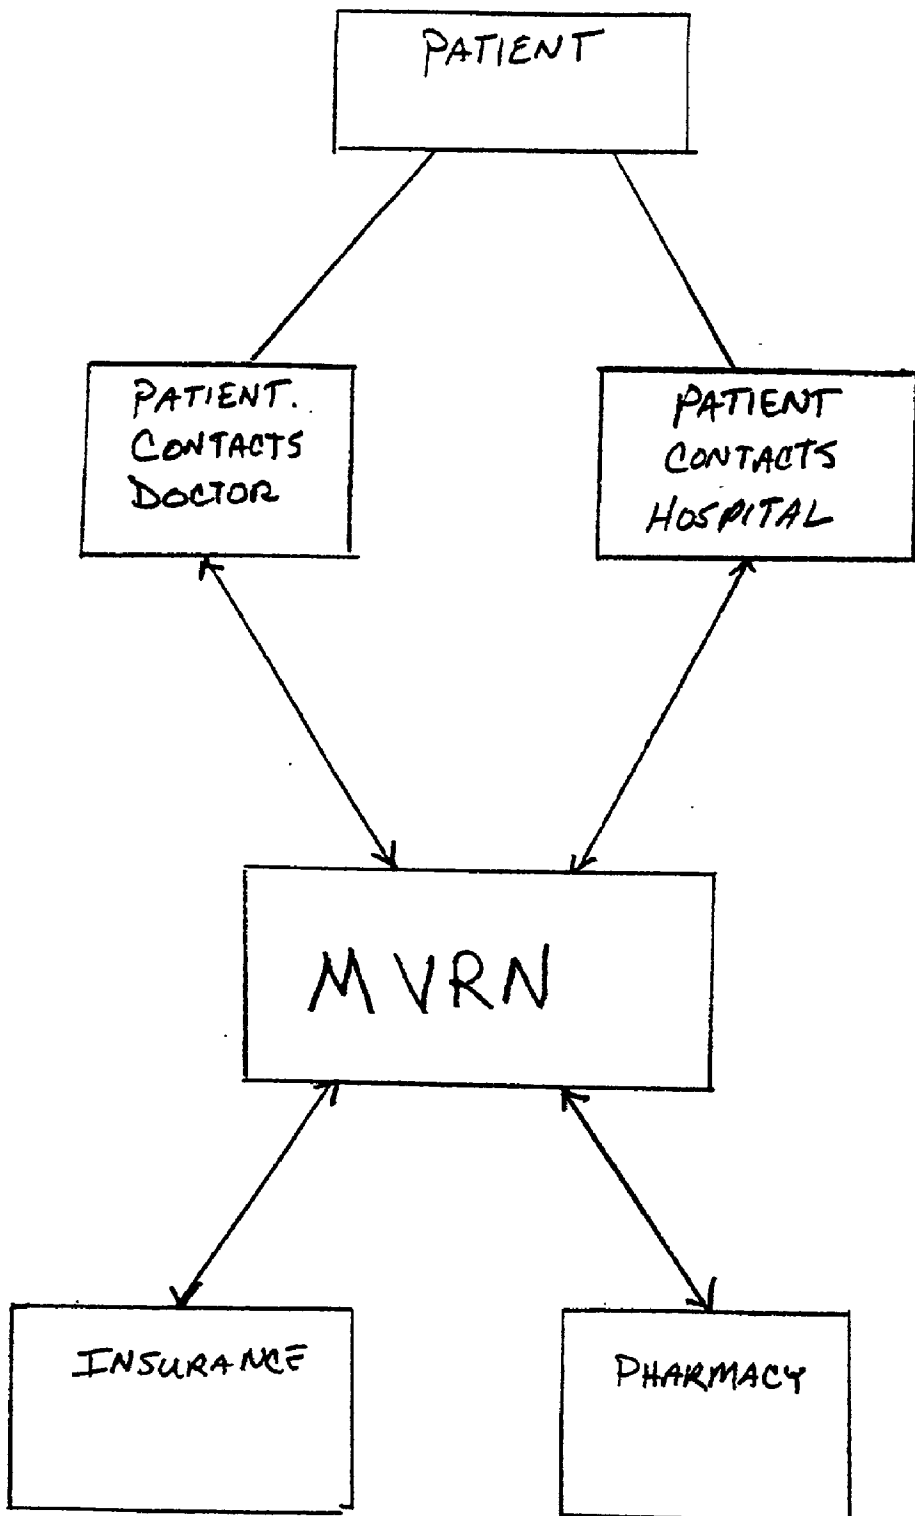 PATIENT
PATIENT.
CONTACTS
DOCTOR
PATIENT
CONTACTS
HOSPITAL
MVRN
INSURANCE
PHARMACY